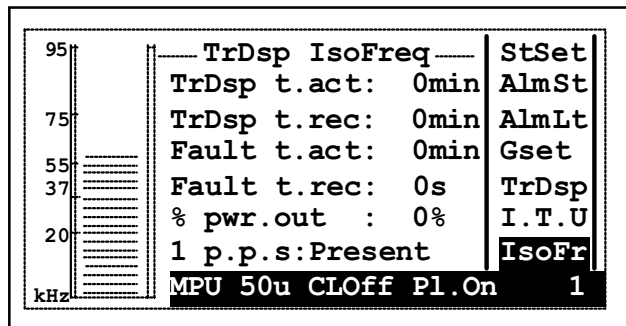 95
75
55
37
20
kHz
TrDsp IsoFreq
TrDsp t.act: 0min
TrDsp t.rec: 0min
Fault t.act: 0min
Fault t.rec: 0s
% pwr.out : 0%
1 p.p.s:Present
StSet
AlmSt
AlmLt
Gset
TrDsp
I.T.U
IsoFr
MPU 50u CLOff Pl.On 1